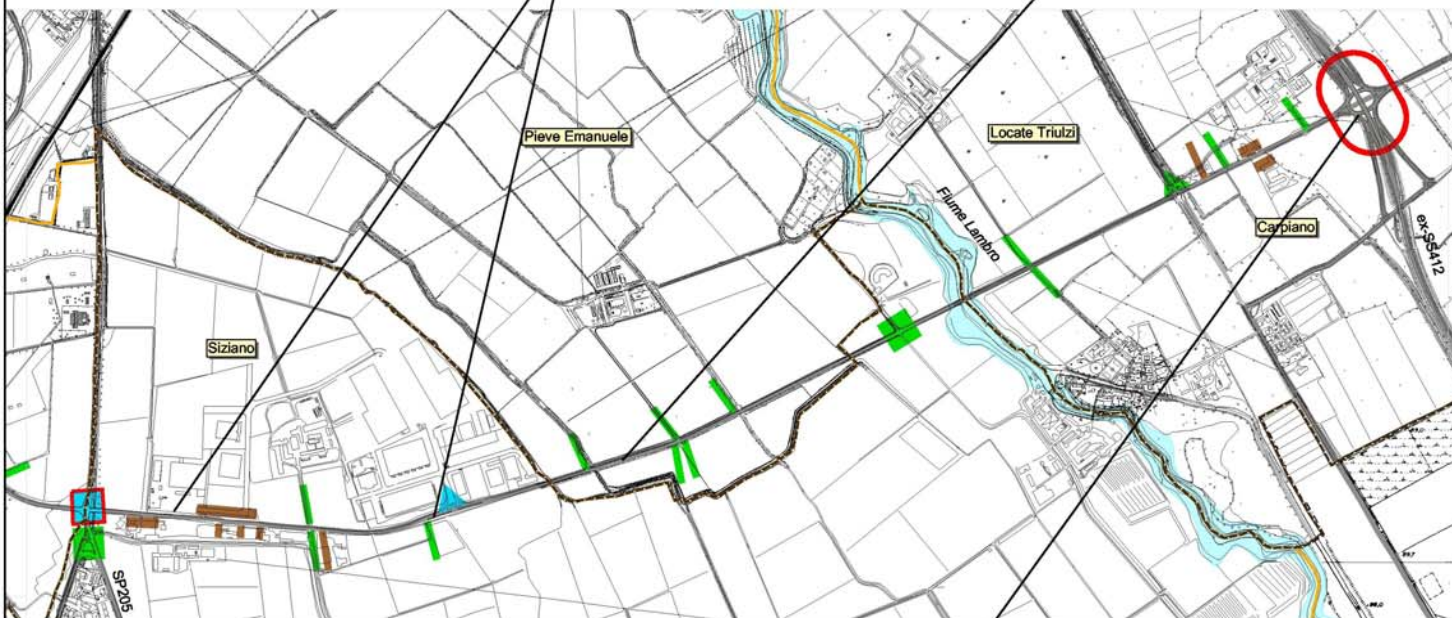 Pieve Emanuele
Locate Triulzi
Fiume Lambro
Carpiano
ex-SS412
Siziano
SP205